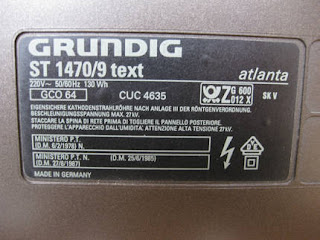 GRUNDIG
ST 1470/9 text
atlanta
220V~ 50/60Hz 130 Wh
GCO 64
CUC 4635
Z G 600 012 X
SK V
EIGENSICHERE KATHODENSTRAHLRÖHRE NACH ANLAGE III DER RÖNTGENVERORDNUNG.
BESCHLEUNIGUNGSSPANNUNG MAX. 27 kV.
STACCARE LA SPINA DI RETE PRIMA DI TOGLIERE IL PANNELLO POSTERIORE.
PROTEGGERE L'APPARECCHIO DALL'UMIDITÀ. ATTENZIONE ALTA TENSIONE 27kV.
MINISTERO P.T.
(D.M. 6/2/1978) N.
(D.M. 25/6/1985)
MINISTERO P.T. N.
(D.M. 27/8/1987)
MADE IN GERMANY